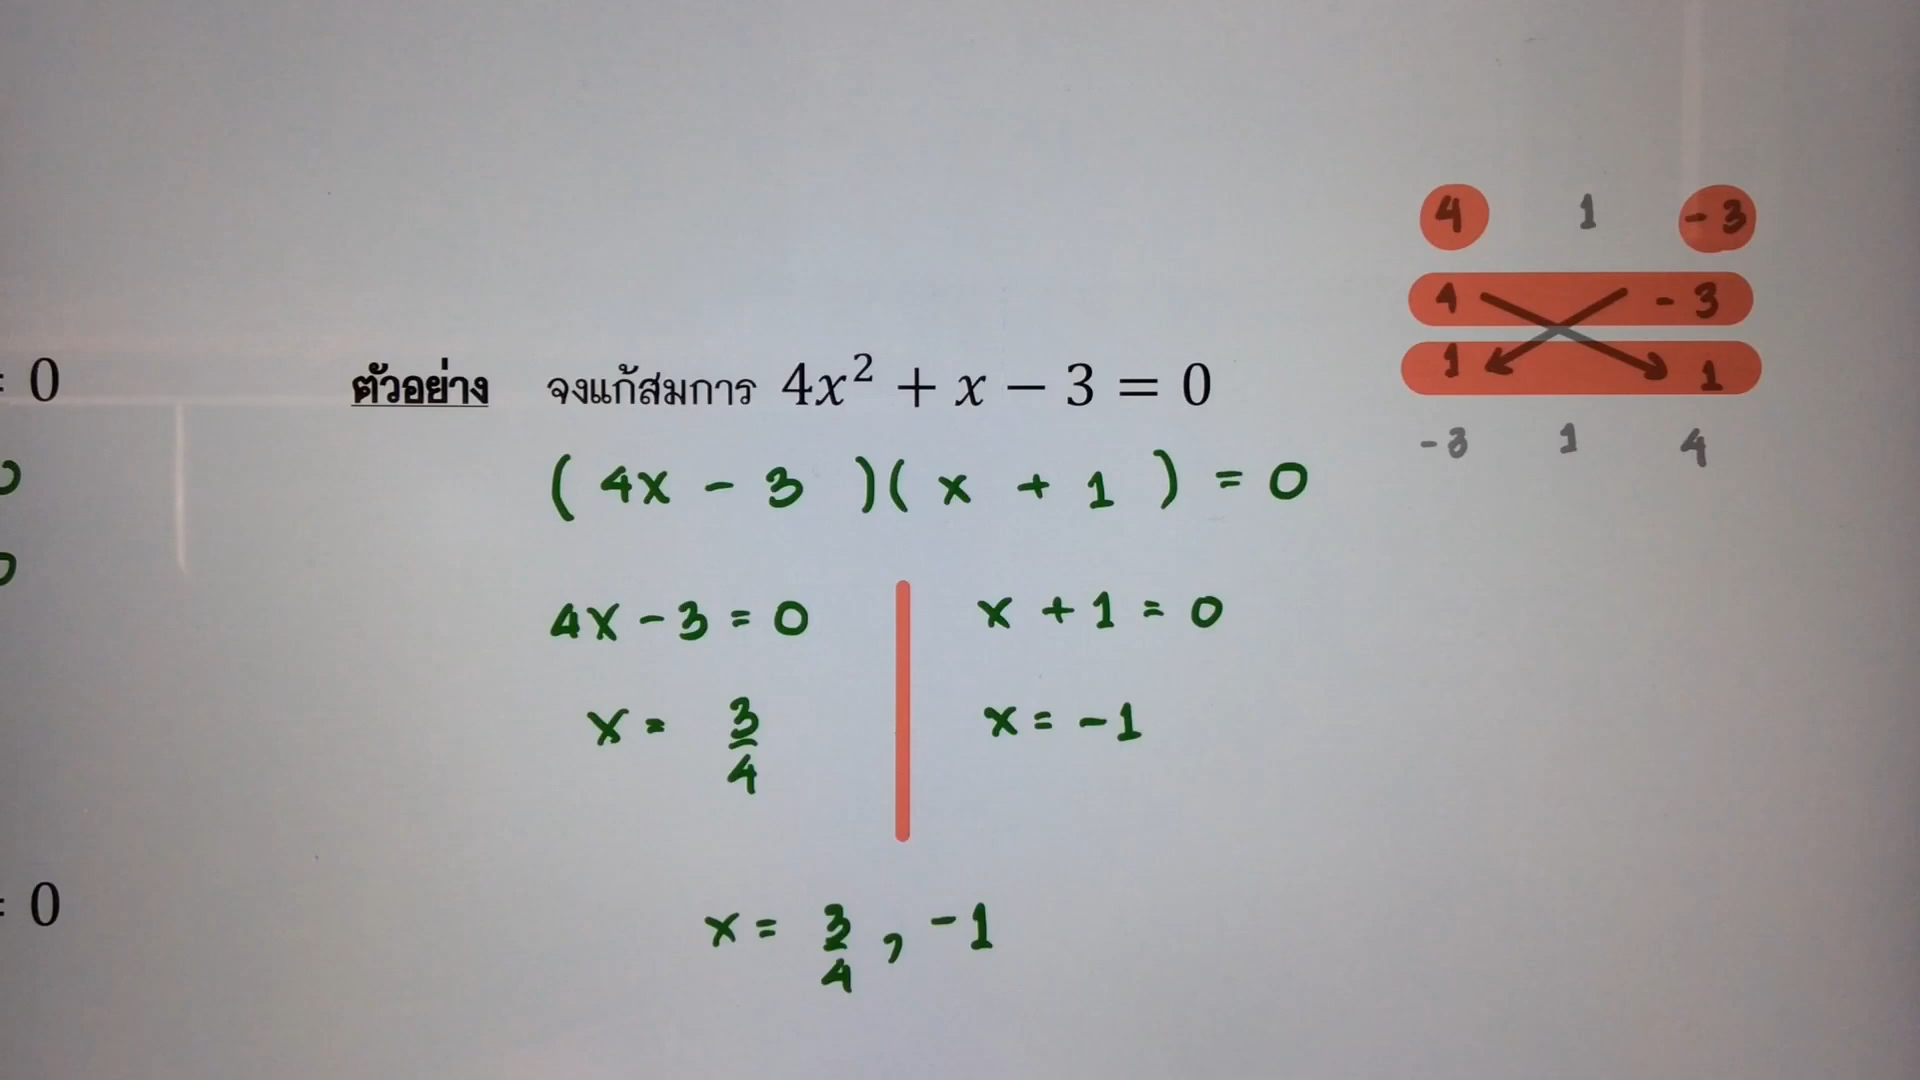 4 1 -3
4 -3
1 1
-3 1 4
= 0
ตัวอย่าง จงแก้สมการ 4x² + x − 3 = 0
( 4x - 3 )( x + 1 ) = 0
4x - 3 = 0
x + 1 = 0
x = 3/4
x = -1
= 0
x = 3/4 , -1